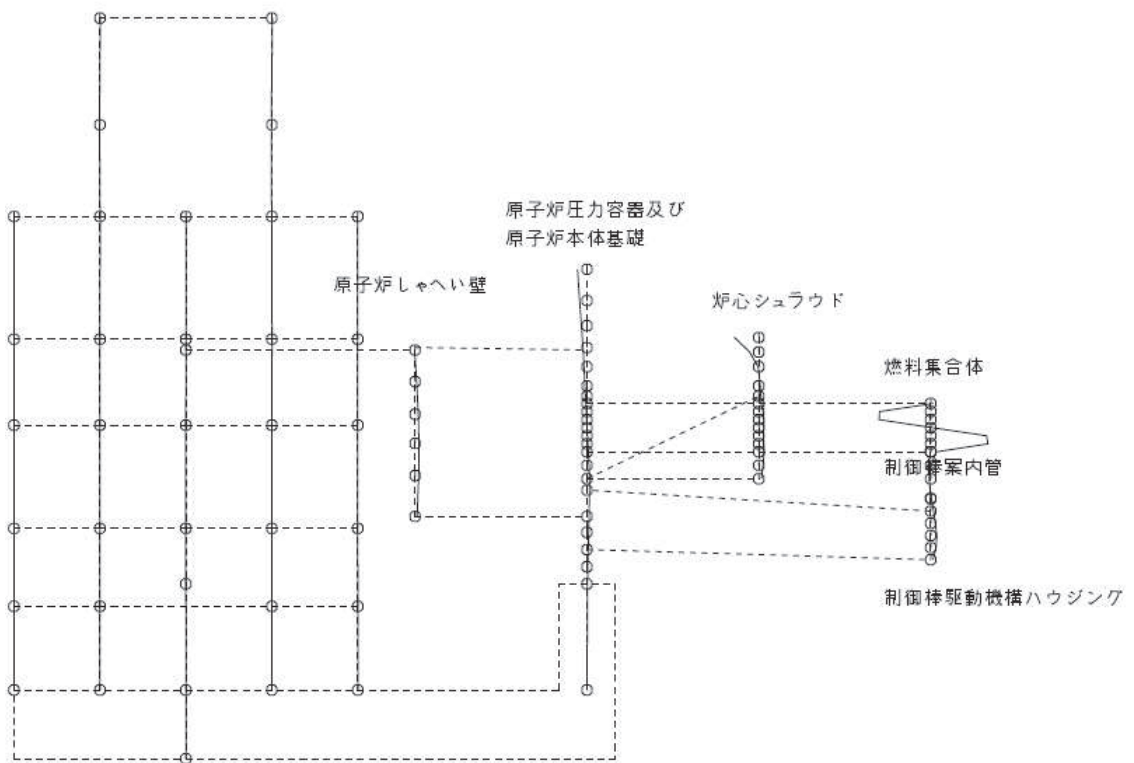 原子炉圧力容器及び
原子炉本体基礎
原子炉しゃへい壁
炉心シュラウド
燃料集合体
制御棒案内管
制御棒駆動機構ハウジング